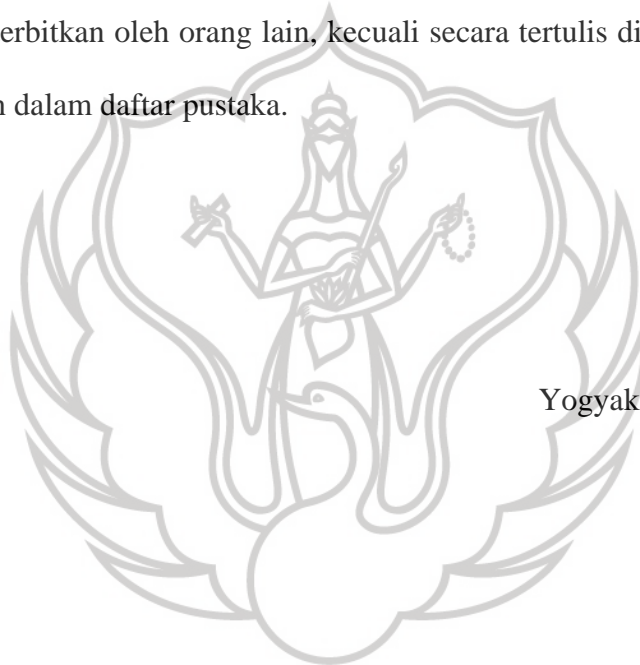 erbitkan oleh orang lain, kecuali secara tertulis di
n dalam daftar pustaka.
Yogyak